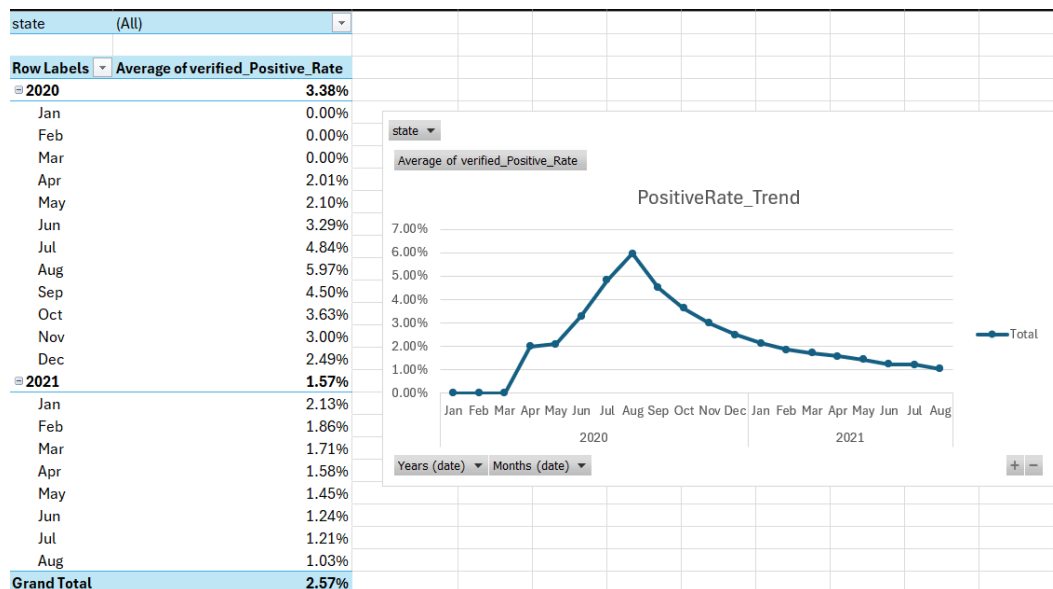 state (All)
Row Labels Average of verified_Positive_Rate
2020 3.38%
Jan 0.00%
Feb 0.00%
Mar 0.00%
Apr 2.01%
May 2.10%
Jun 3.29%
Jul 4.84%
Aug 5.97%
Sep 4.50%
Oct 3.63%
Nov 3.00%
Dec 2.49%
2021 1.57%
Jan 2.13%
Feb 1.86%
Mar 1.71%
Apr 1.58%
May 1.45%
Jun 1.24%
Jul 1.21%
Aug 1.03%
Grand Total 2.57%
state
Average of verified_Positive_Rate
PositiveRate_Trend
7.00%
6.00%
5.00%
4.00%
3.00%
2.00%
1.00%
0.00%
Total
Jan Feb Mar Apr May Jun Jul Aug Sep Oct Nov Dec Jan Feb Mar Apr May Jun Jul Aug
2020 2021
Years (date) Months (date) + −